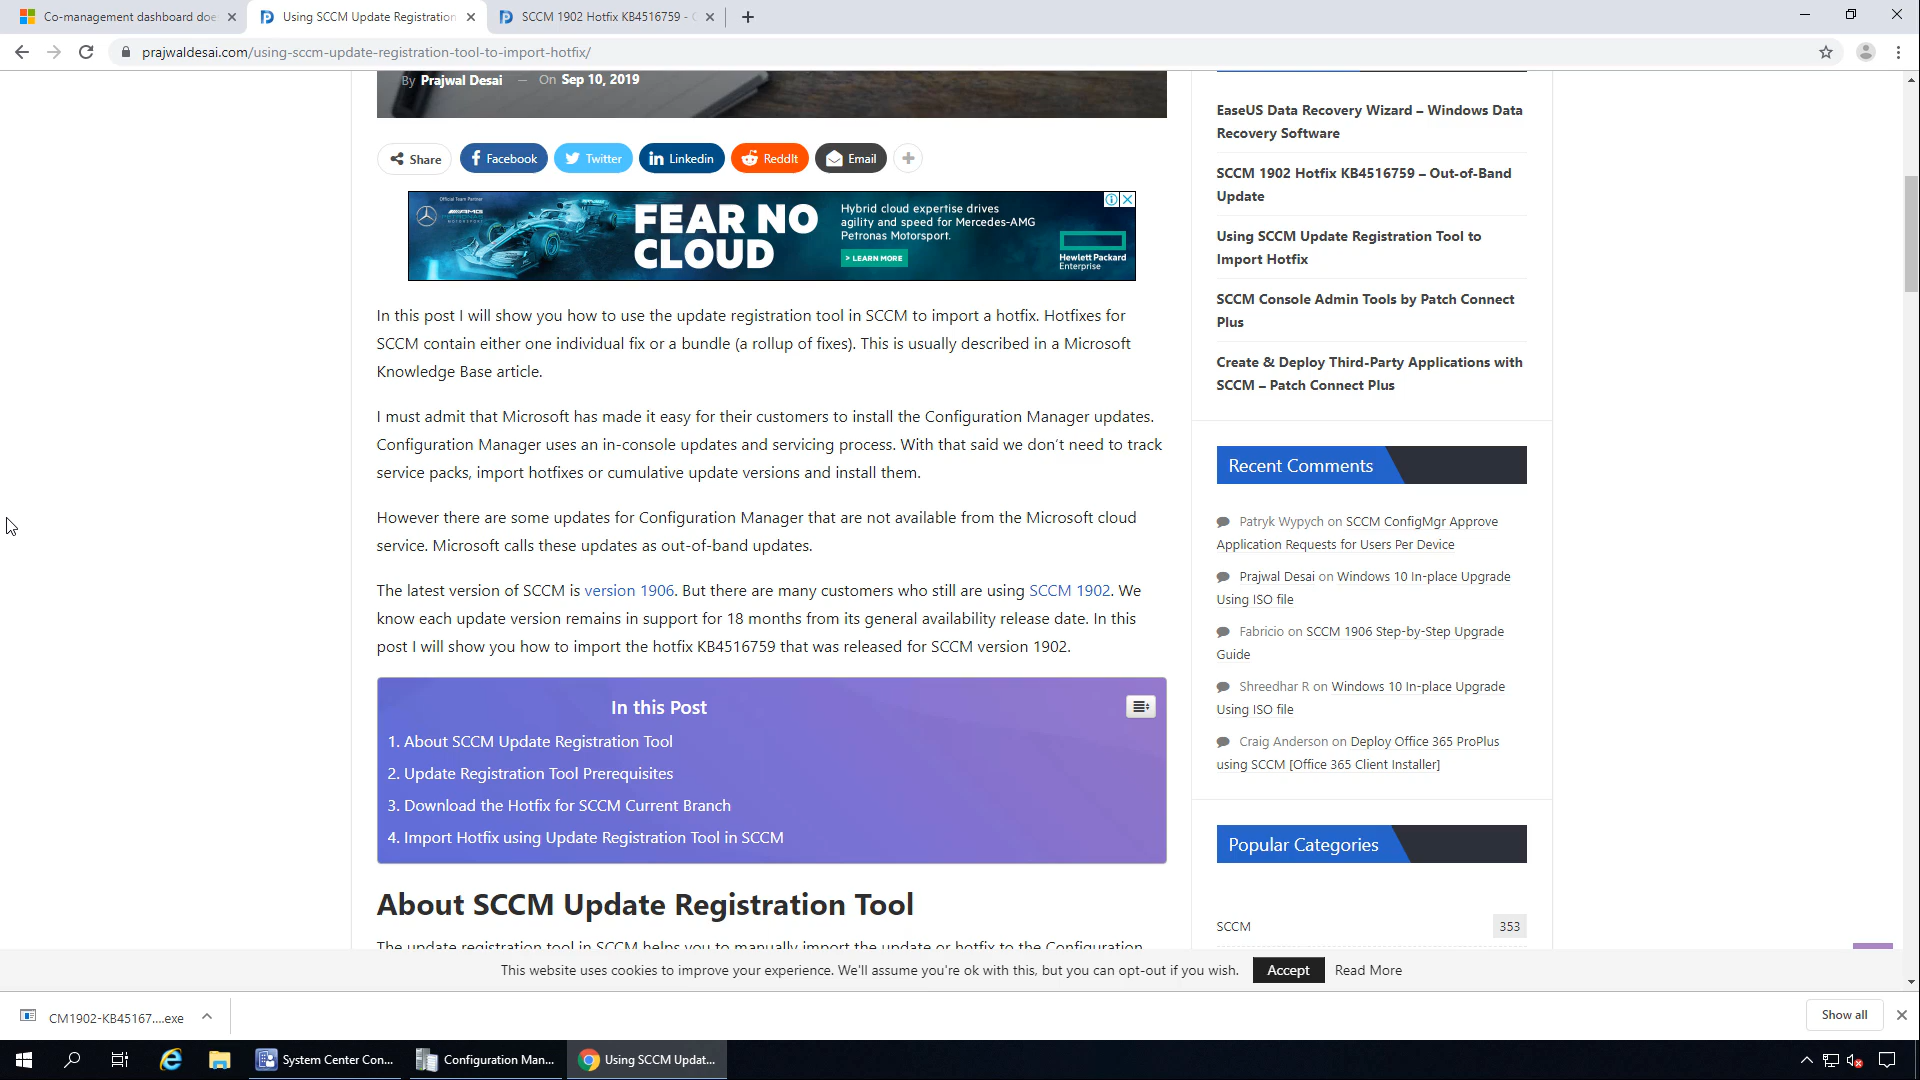 Co-management dashboard doe
Using SCCM Update Registration
SCCM 1902 Hotfix KB4516759 -
prajwaldesai.com/using-sccm-update-registration-tool-to-import-hotfix/
By Prajwal Desai — On Sep 10, 2019
Share
Facebook
Twitter
Linkedin
ReddIt
Email
Official Team Partner
FEAR NO
CLOUD
Hybrid cloud expertise drives
agility and speed for Mercedes-AMG
Petronas Motorsport.
> LEARN MORE
Hewlett Packard
Enterprise
In this post I will show you how to use the update registration tool in SCCM to import a hotfix. Hotfixes for
SCCM contain either one individual fix or a bundle (a rollup of fixes). This is usually described in a Microsoft
Knowledge Base article.
I must admit that Microsoft has made it easy for their customers to install the Configuration Manager updates.
Configuration Manager uses an in-console updates and servicing process. With that said we don't need to track
service packs, import hotfixes or cumulative update versions and install them.
However there are some updates for Configuration Manager that are not available from the Microsoft cloud
service. Microsoft calls these updates as out-of-band updates.
The latest version of SCCM is version 1906. But there are many customers who still are using SCCM 1902. We
know each update version remains in support for 18 months from its general availability release date. In this
post I will show you how to import the hotfix KB4516759 that was released for SCCM version 1902.
In this Post
1. About SCCM Update Registration Tool
2. Update Registration Tool Prerequisites
3. Download the Hotfix for SCCM Current Branch
4. Import Hotfix using Update Registration Tool in SCCM
About SCCM Update Registration Tool
The update registration tool in SCCM helps you to manually import the update or hotfix to the Configuration
EaseUS Data Recovery Wizard – Windows Data
Recovery Software
SCCM 1902 Hotfix KB4516759 – Out-of-Band
Update
Using SCCM Update Registration Tool to
Import Hotfix
SCCM Console Admin Tools by Patch Connect
Plus
Create & Deploy Third-Party Applications with
SCCM – Patch Connect Plus
Recent Comments
Patryk Wypych on SCCM ConfigMgr Approve
Application Requests for Users Per Device
Prajwal Desai on Windows 10 In-place Upgrade
Using ISO file
Fabricio on SCCM 1906 Step-by-Step Upgrade
Guide
Shreedhar R on Windows 10 In-place Upgrade
Using ISO file
Craig Anderson on Deploy Office 365 ProPlus
using SCCM [Office 365 Client Installer]
Popular Categories
SCCM 353
This website uses cookies to improve your experience. We'll assume you're ok with this, but you can opt-out if you wish. Accept Read More
CM1902-KB45167....exe
Show all
System Center Con...
Configuration Man...
Using SCCM Updat...